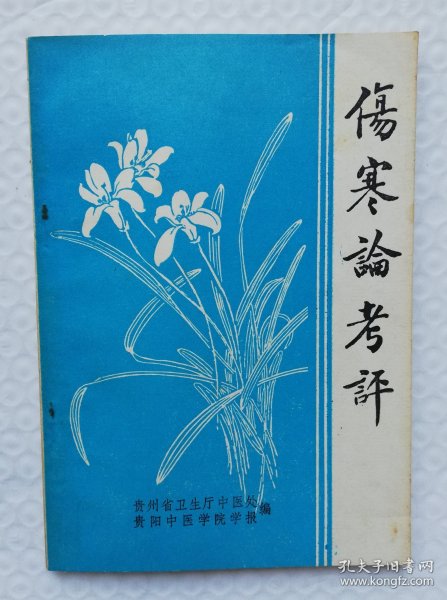 傷寒論考評
贵州省卫生厅中医处
贵阳中医学院学报
编
孔夫子旧书网
www.kongfz.com